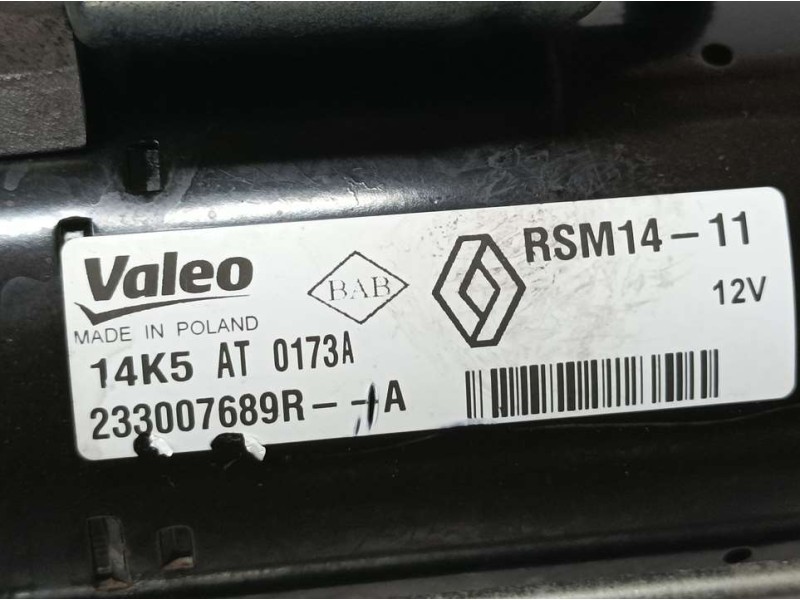 Valeo
MADE IN POLAND
BAB
RSM14-11
12V
14K5 AT 0173A
233007689R--A